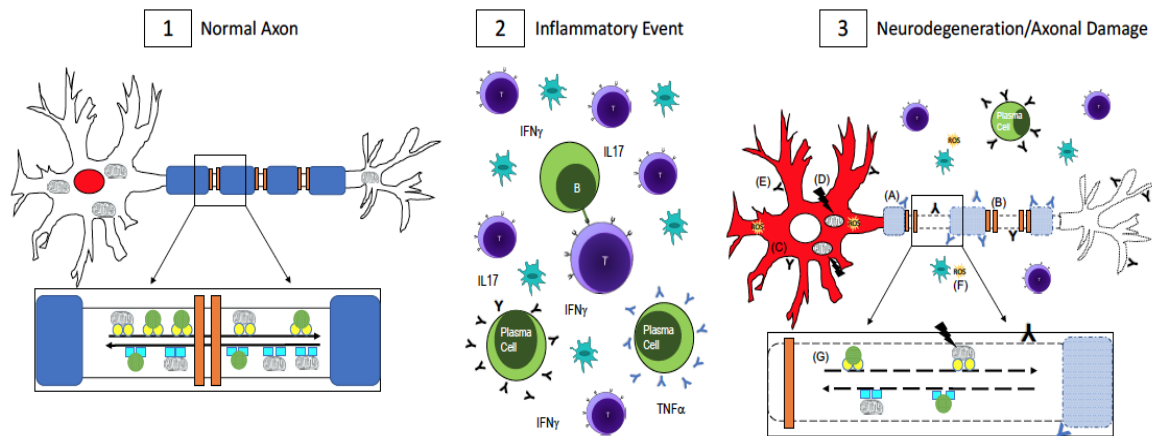 1 Normal Axon
2 Inflammatory Event
3 Neurodegeneration/Axonal Damage
T
T
IFNγ
IL17
B
T
T
IL17
T
IFNγ
Plasma
Cell
Plasma
Cell
IFNγ
T
TNFα
T
Plasma
Cell
T
ROS
(E)
(D)
(A)
(B)
ROS
ROS
(C)
ROS
(F)
T
(G)